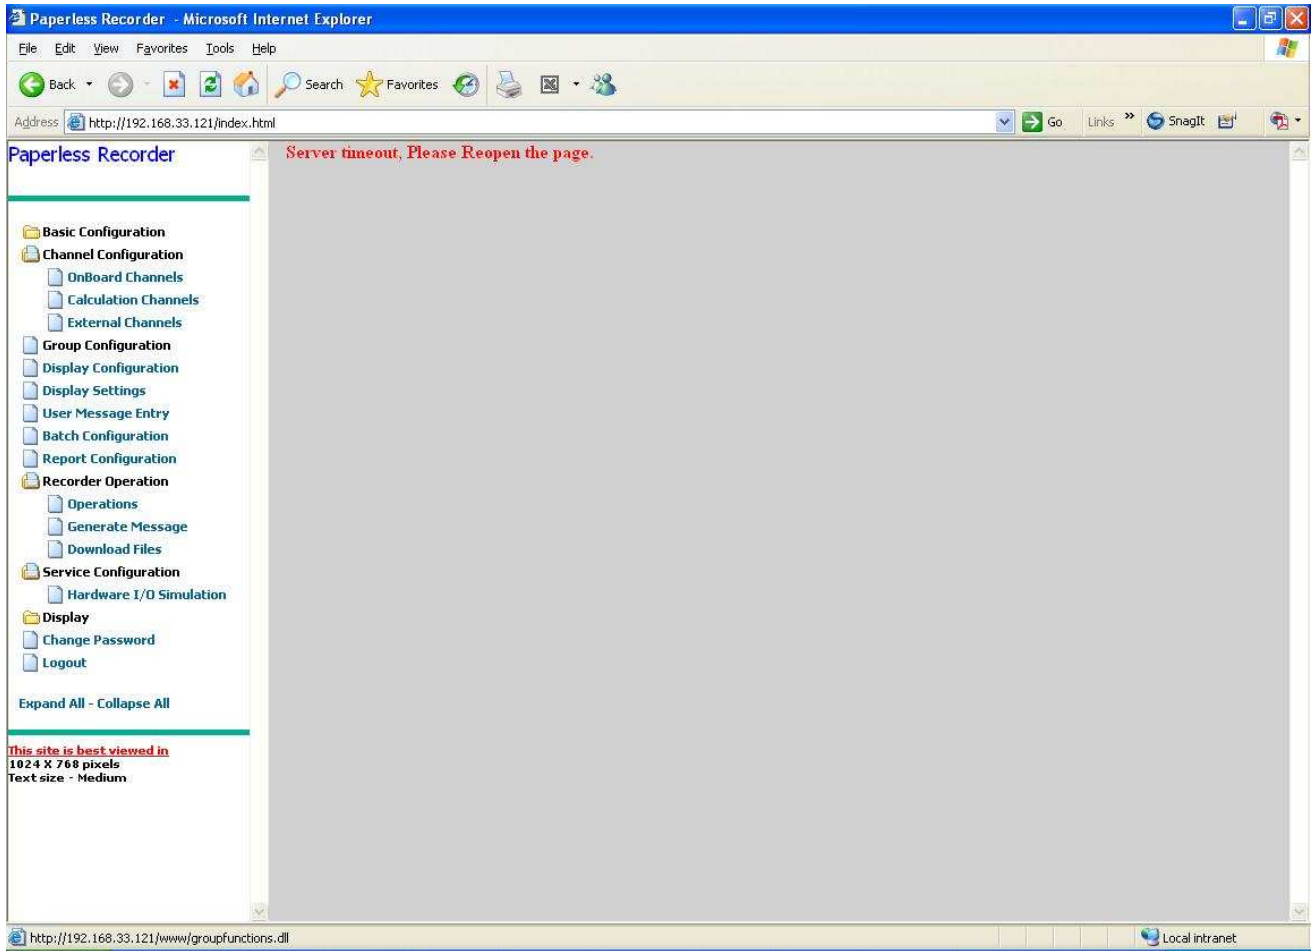 Paperless Recorder - Microsoft Internet Explorer
File Edit View Favorites Tools Help
Back Search Favorites
Address http://192.168.33.121/index.html Go Links » SnagIt
Paperless Recorder
Server timeout, Please Reopen the page.
Basic Configuration
Channel Configuration
OnBoard Channels
Calculation Channels
External Channels
Group Configuration
Display Configuration
Display Settings
User Message Entry
Batch Configuration
Report Configuration
Recorder Operation
Operations
Generate Message
Download Files
Service Configuration
Hardware I/O Simulation
Display
Change Password
Logout
Expand All - Collapse All
This site is best viewed in
1024 X 768 pixels
Text size - Medium
http://192.168.33.121/www/groupfunctions.dll Local intranet